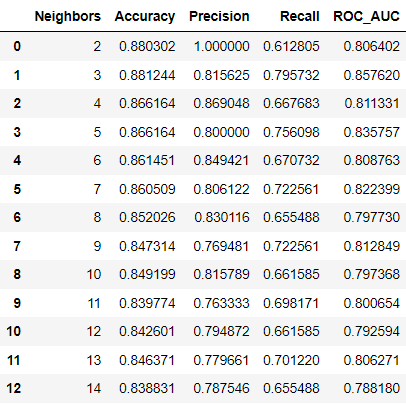 Neighbors Accuracy Precision Recall ROC_AUC
0 2 0.880302 1.000000 0.612805 0.806402
1 3 0.881244 0.815625 0.795732 0.857620
2 4 0.866164 0.869048 0.667683 0.811331
3 5 0.866164 0.800000 0.756098 0.835757
4 6 0.861451 0.849421 0.670732 0.808763
5 7 0.860509 0.806122 0.722561 0.822399
6 8 0.852026 0.830116 0.655488 0.797730
7 9 0.847314 0.769481 0.722561 0.812849
8 10 0.849199 0.815789 0.661585 0.797368
9 11 0.839774 0.763333 0.698171 0.800654
10 12 0.842601 0.794872 0.661585 0.792594
11 13 0.846371 0.779661 0.701220 0.806271
12 14 0.838831 0.787546 0.655488 0.788180